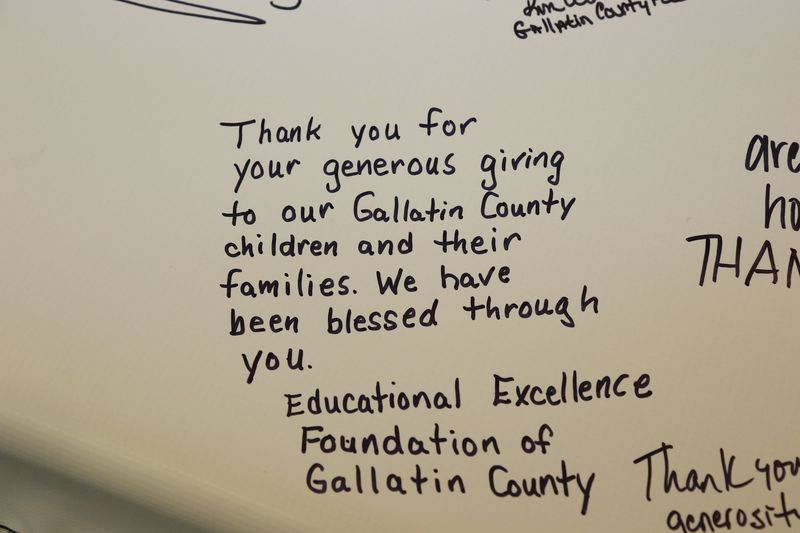 Gallatin County
Thank you for
your generous giving
to our Gallatin County
children and their
families. We have
been blessed through
you.
Educational Excellence
Foundation of
Gallatin County
are
THAN
Thank you
generosity